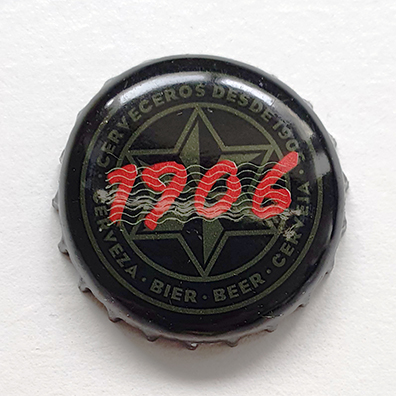 CERVECEROS DESDE 1906
1906
CERVEZA · BIER · BEER · CERVEJA